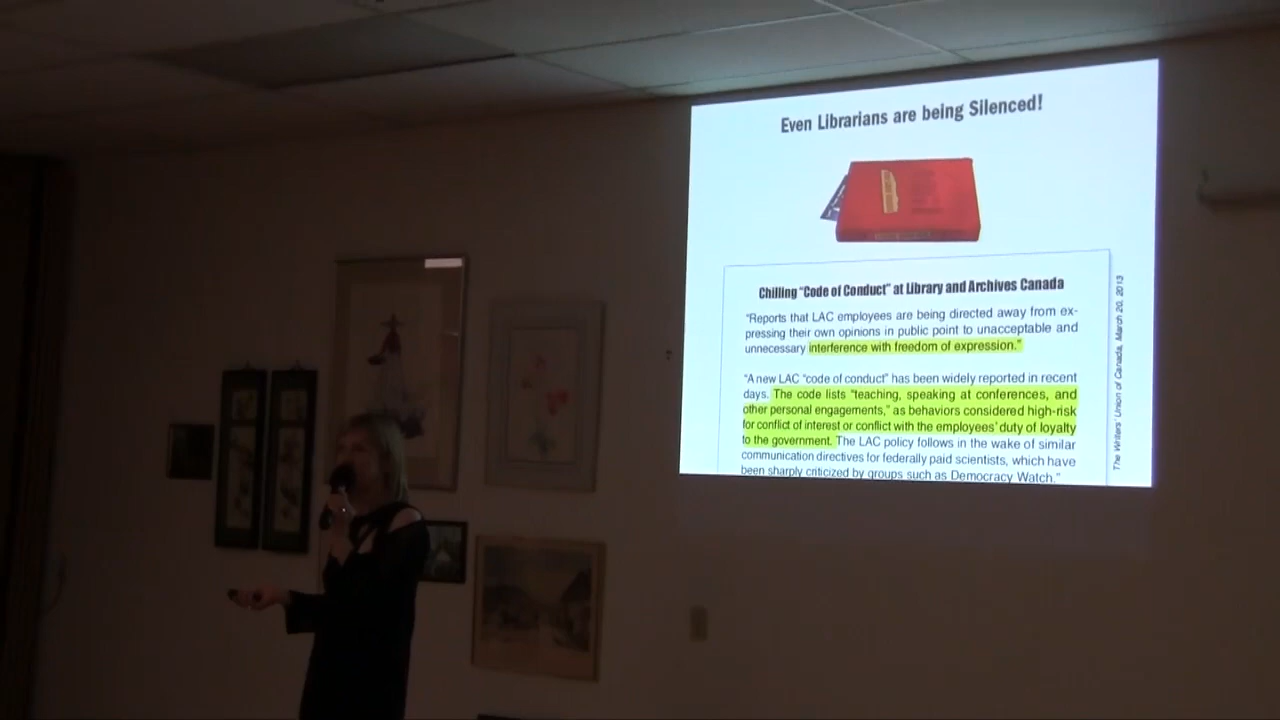 Even Librarians are being Silenced!
Chilling "Code of Conduct" at Library and Archives Canada
"Reports that LAC employees are being directed away from ex-
pressing their own opinions in public point to unacceptable and
unnecessary interference with freedom of expression."
"A new LAC "code of conduct" has been widely reported in recent
days. The code lists "teaching, speaking at conferences, and
other personal engagements," as behaviors considered high-risk
for conflict of interest or conflict with the employees' duty of loyalty
to the government. The LAC policy follows in the wake of similar
communication directives for federally paid scientists, which have
been sharply criticized by groups such as Democracy Watch."
The Writers' Union of Canada, March 20, 2013